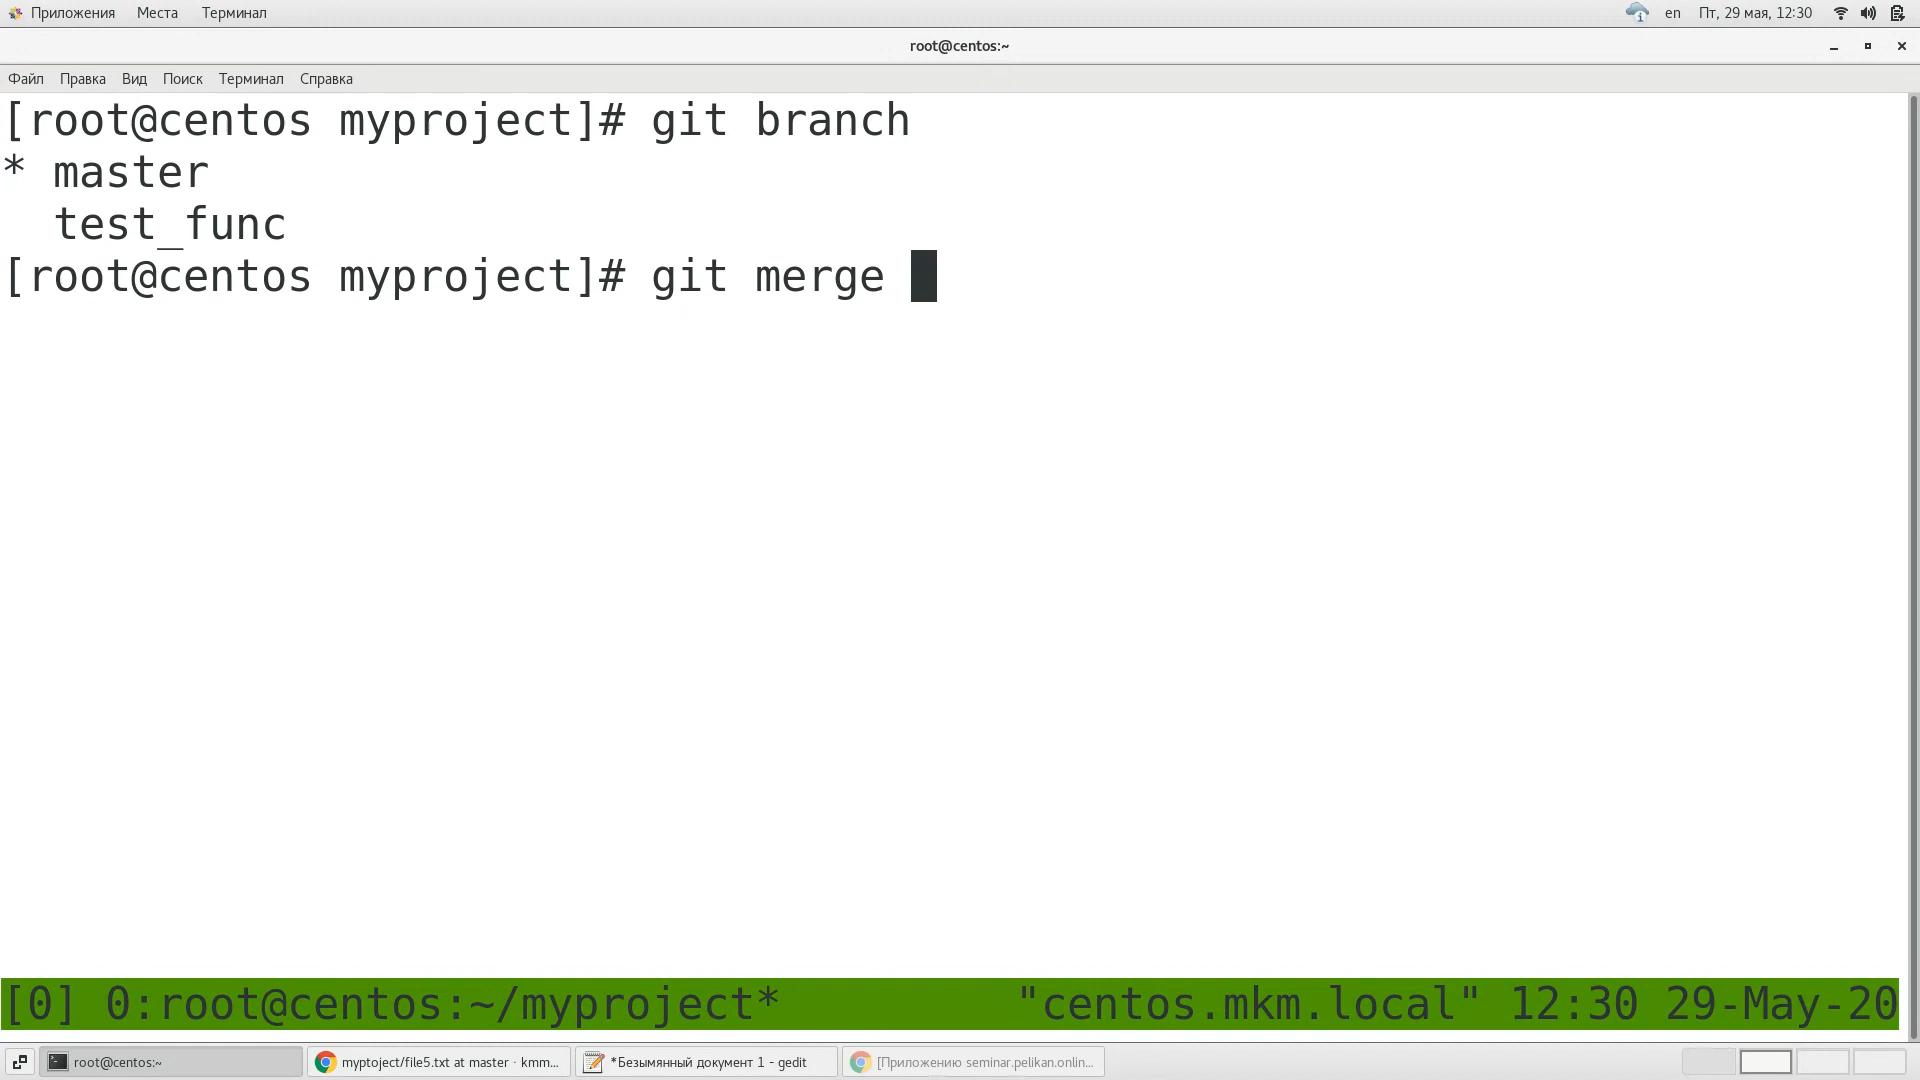 Приложения Места Терминал en Пт, 29 мая, 12:30
root@centos:~
Файл Правка Вид Поиск Терминал Справка
[root@centos myproject]# git branch
* master
  test_func
[root@centos myproject]# git merge
[0] 0:root@centos:~/myproject* "centos.mkm.local" 12:30 29-May-20
root@centos:~ myptoject/file5.txt at master · kmm... *Безымянный документ 1 - gedit [Приложению seminar.pelikan.onlin...